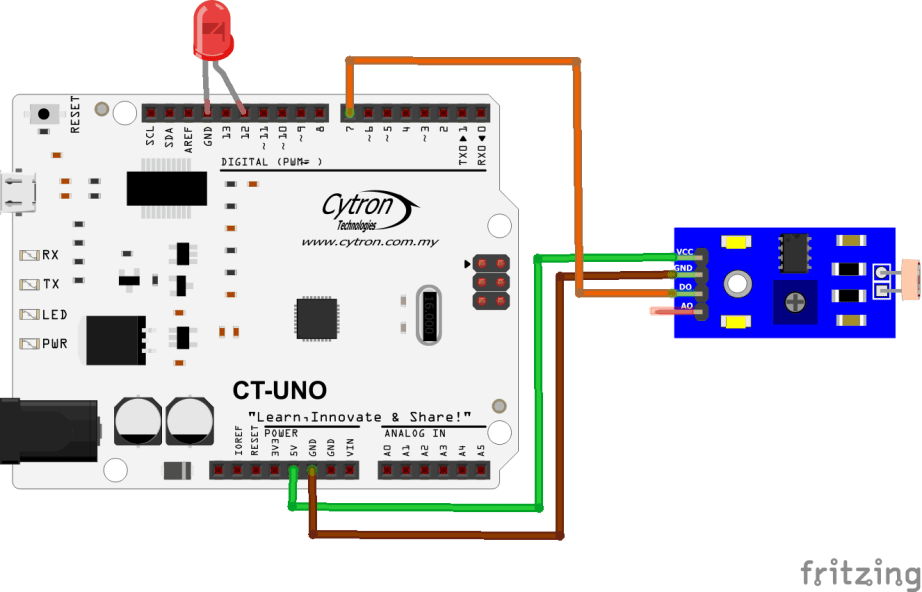 RESET
SCL
SDA
AREF
GND
13
12
~11
~10
~9
8
7
~6
~5
4
~3
2
TX0▶1
RX0◀0
DIGITAL (PWM= )
Cytron
Technologies
www.cytron.com.my
RX
TX
LED
PWR
16.000
VCC
GND
DO
AO
CT-UNO
"Learn,Innovate & Share!"
POWER
ANALOG IN
IOREF
RESET
3V3
5V
GND
GND
VIN
A0
A1
A2
A3
A4
A5
fritzing